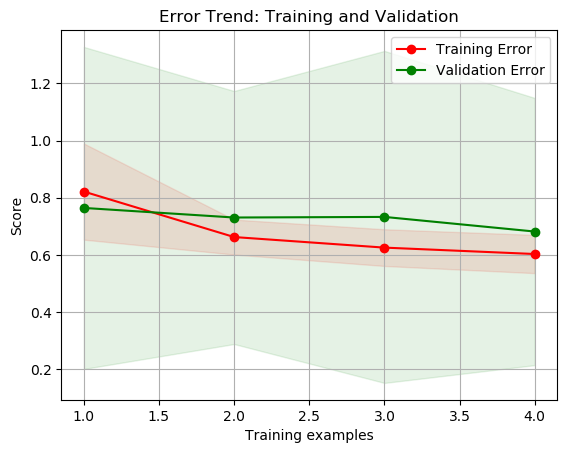 Error Trend: Training and Validation
Training Error
Validation Error
Score
1.2
1.0
0.8
0.6
0.4
0.2
1.0 1.5 2.0 2.5 3.0 3.5 4.0
Training examples